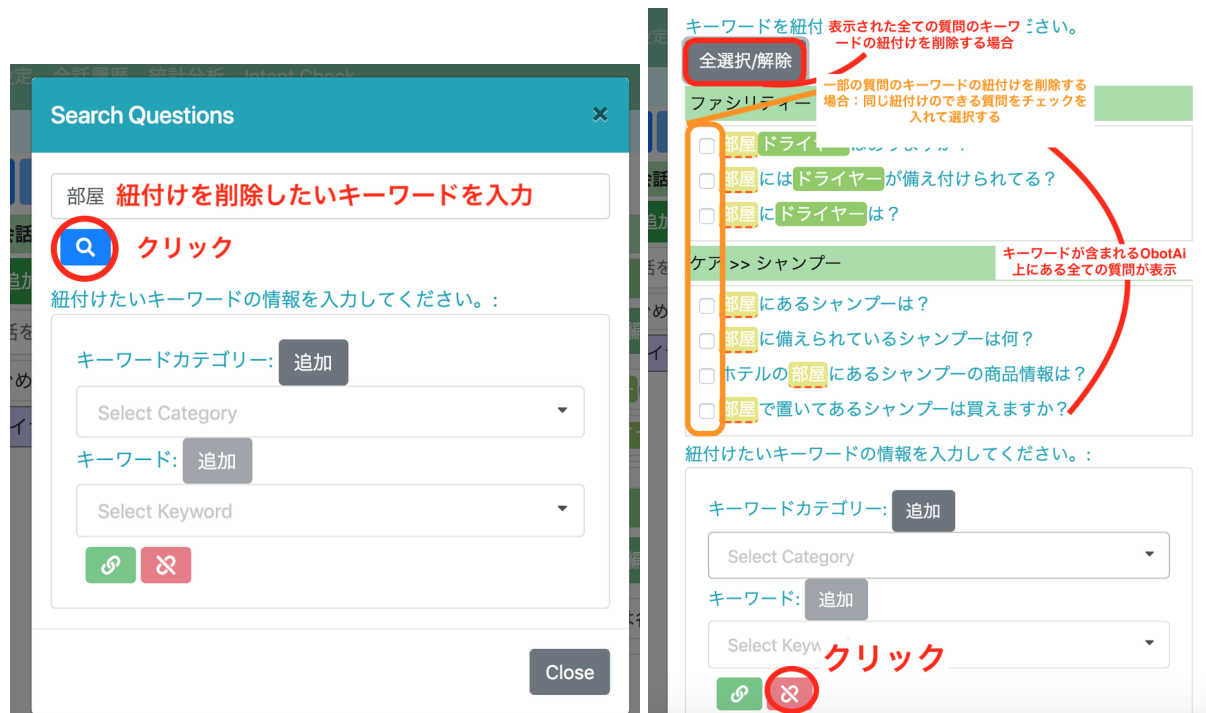 会話履歴 統計分析 Intent Check
Search Questions
×
部屋 紐付けを削除したいキーワードを入力
クリック
紐付けたいキーワードの情報を入力してください。:
キーワードカテゴリー: 追加
Select Category
キーワード: 追加
Select Keyword
Close
キーワードを紐付
さい。
表示された全ての質問のキーワ
ードの紐付けを削除する場合
全選択/解除
一部の質問のキーワードの紐付けを削除する
場合：同じ紐付けのできる質問をチェックを
入れて選択する
ファシリティー
部屋ドライヤーはありますか？
部屋にはドライヤーが備え付けられてる？
部屋にドライヤーは？
キーワードが含まれるObotAi
上にある全ての質問が表示
ケア >> シャンプー
部屋にあるシャンプーは？
部屋に備えられているシャンプーは何？
ホテルの部屋にあるシャンプーの商品情報は？
部屋で置いてあるシャンプーは買えますか？
紐付けたいキーワードの情報を入力してください。:
キーワードカテゴリー: 追加
Select Category
キーワード: 追加
Select Keyw
クリック